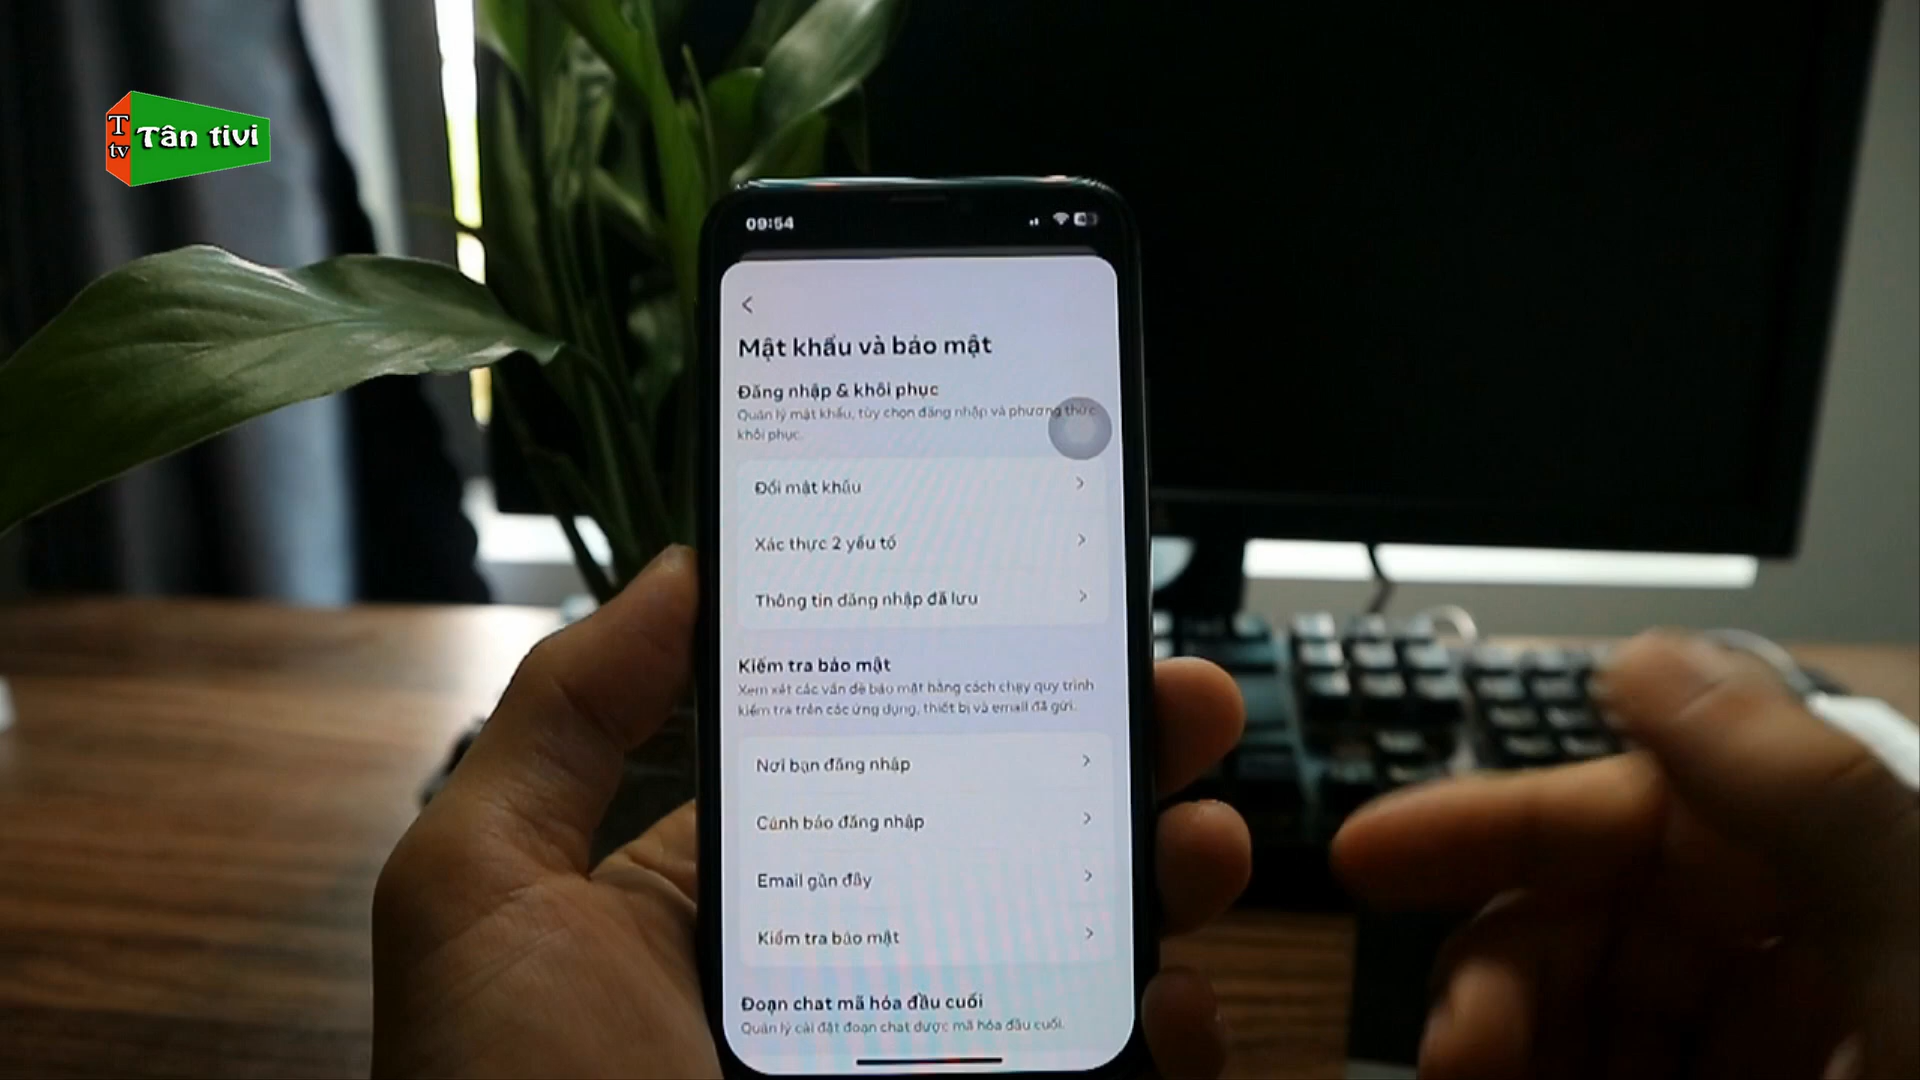 T
tv
Tân tivi
09:54
Mật khẩu và bảo mật
Đăng nhập & khôi phục
Quản lý mật khẩu, tùy chọn đăng nhập và phương thức
khôi phục.
Đổi mật khẩu
Xác thực 2 yếu tố
Thông tin đăng nhập đã lưu
Kiểm tra bảo mật
Xem xét các vấn đề bảo mật bằng cách chạy quy trình
kiểm tra trên các ứng dụng, thiết bị và email đã gửi.
Nơi bạn đăng nhập
Cảnh báo đăng nhập
Email gần đây
Kiểm tra bảo mật
Đoạn chat mã hóa đầu cuối
Quản lý cài đặt đoạn chat được mã hóa đầu cuối.